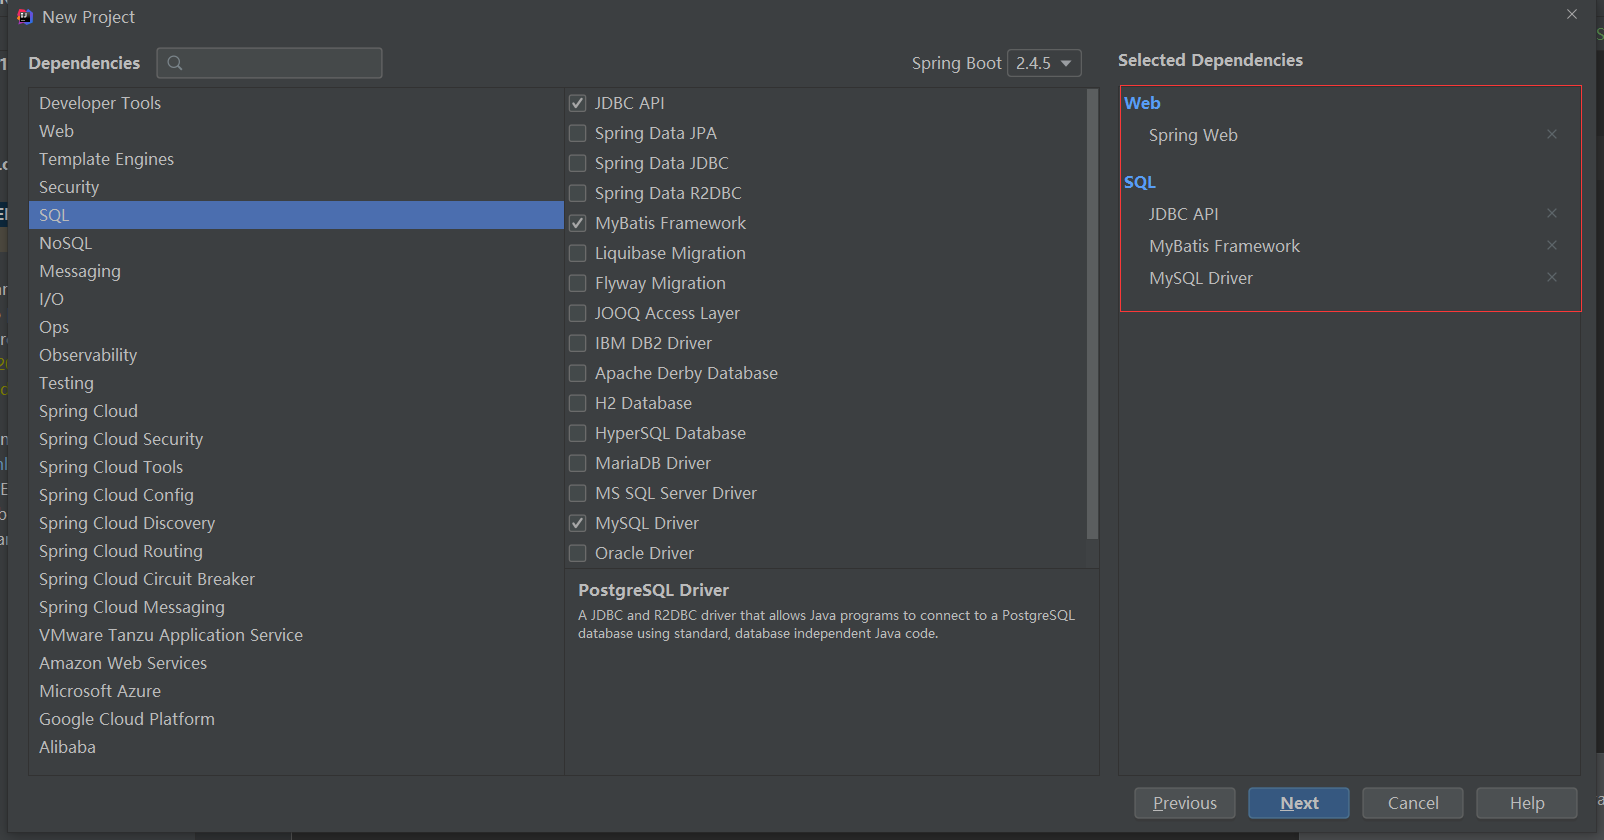 New Project
Dependencies
Spring Boot 2.4.5
Selected Dependencies
Developer Tools
Web
Template Engines
Security
SQL
NoSQL
Messaging
I/O
Ops
Observability
Testing
Spring Cloud
Spring Cloud Security
Spring Cloud Tools
Spring Cloud Config
Spring Cloud Discovery
Spring Cloud Routing
Spring Cloud Circuit Breaker
Spring Cloud Messaging
VMware Tanzu Application Service
Amazon Web Services
Microsoft Azure
Google Cloud Platform
Alibaba
JDBC API
Spring Data JPA
Spring Data JDBC
Spring Data R2DBC
MyBatis Framework
Liquibase Migration
Flyway Migration
JOOQ Access Layer
IBM DB2 Driver
Apache Derby Database
H2 Database
HyperSQL Database
MariaDB Driver
MS SQL Server Driver
MySQL Driver
Oracle Driver
PostgreSQL Driver
A JDBC and R2DBC driver that allows Java programs to connect to a PostgreSQL
database using standard, database independent Java code.
Web
Spring Web
SQL
JDBC API
MyBatis Framework
MySQL Driver
Previous
Next
Cancel
Help